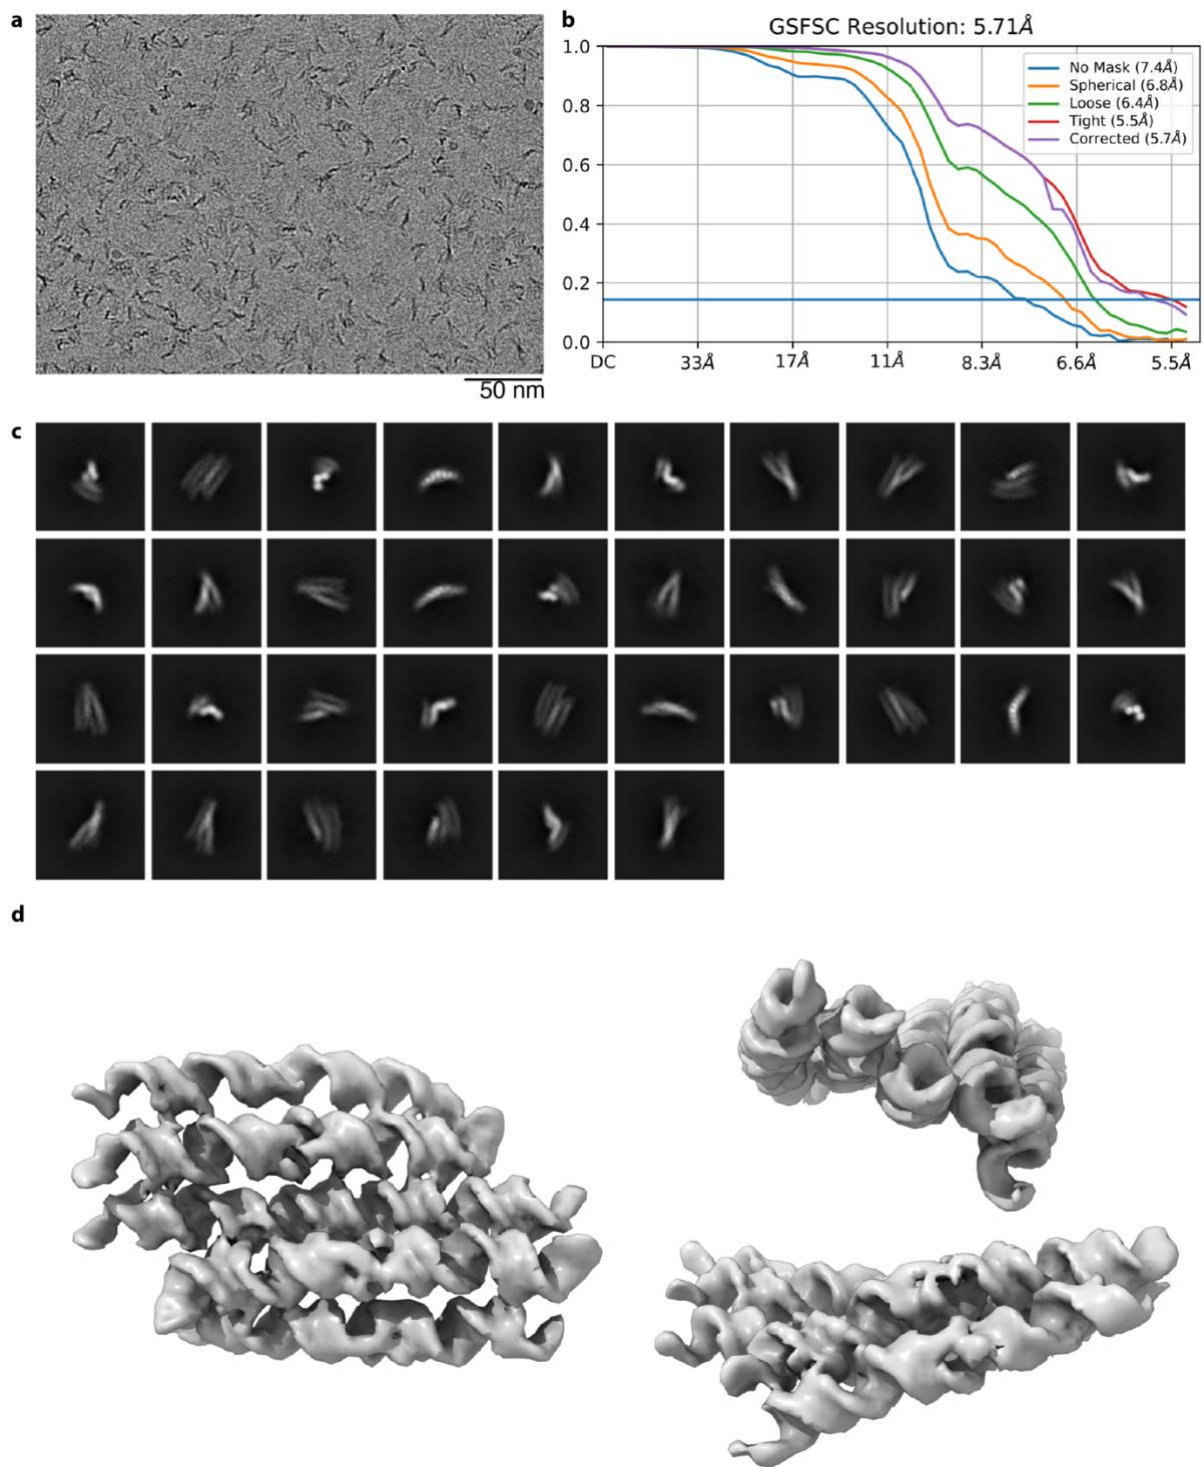 a
50 nm
b
GSFSC Resolution: 5.71Å
1.0
0.8
0.6
0.4
0.2
0.0
DC
33Å
17Å
11Å
8.3Å
6.6Å
5.5Å
No Mask (7.4Å)
Spherical (6.8Å)
Loose (6.4Å)
Tight (5.5Å)
Corrected (5.7Å)
c
d